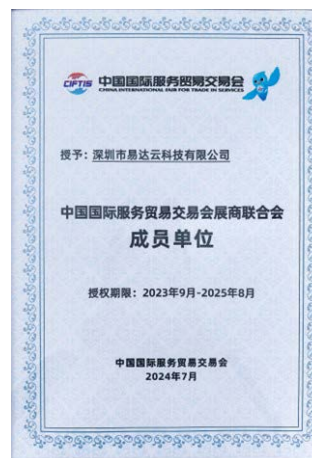 CIFTIS
中国国际服务贸易交易会
CHINA INTERNATIONAL FAIR FOR TRADE IN SERVICES
授予：深圳市易达云科技有限公司
中国国际服务贸易交易会展商联合会
成员单位
授权期限：2023年9月-2025年8月
中国国际服务贸易交易会
2024年7月